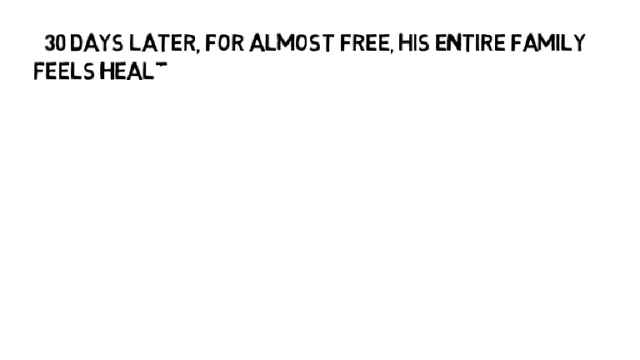 30 DAYS LATER, FOR ALMOST FREE, HIS ENTIRE FAMILY
FEELS HEAL